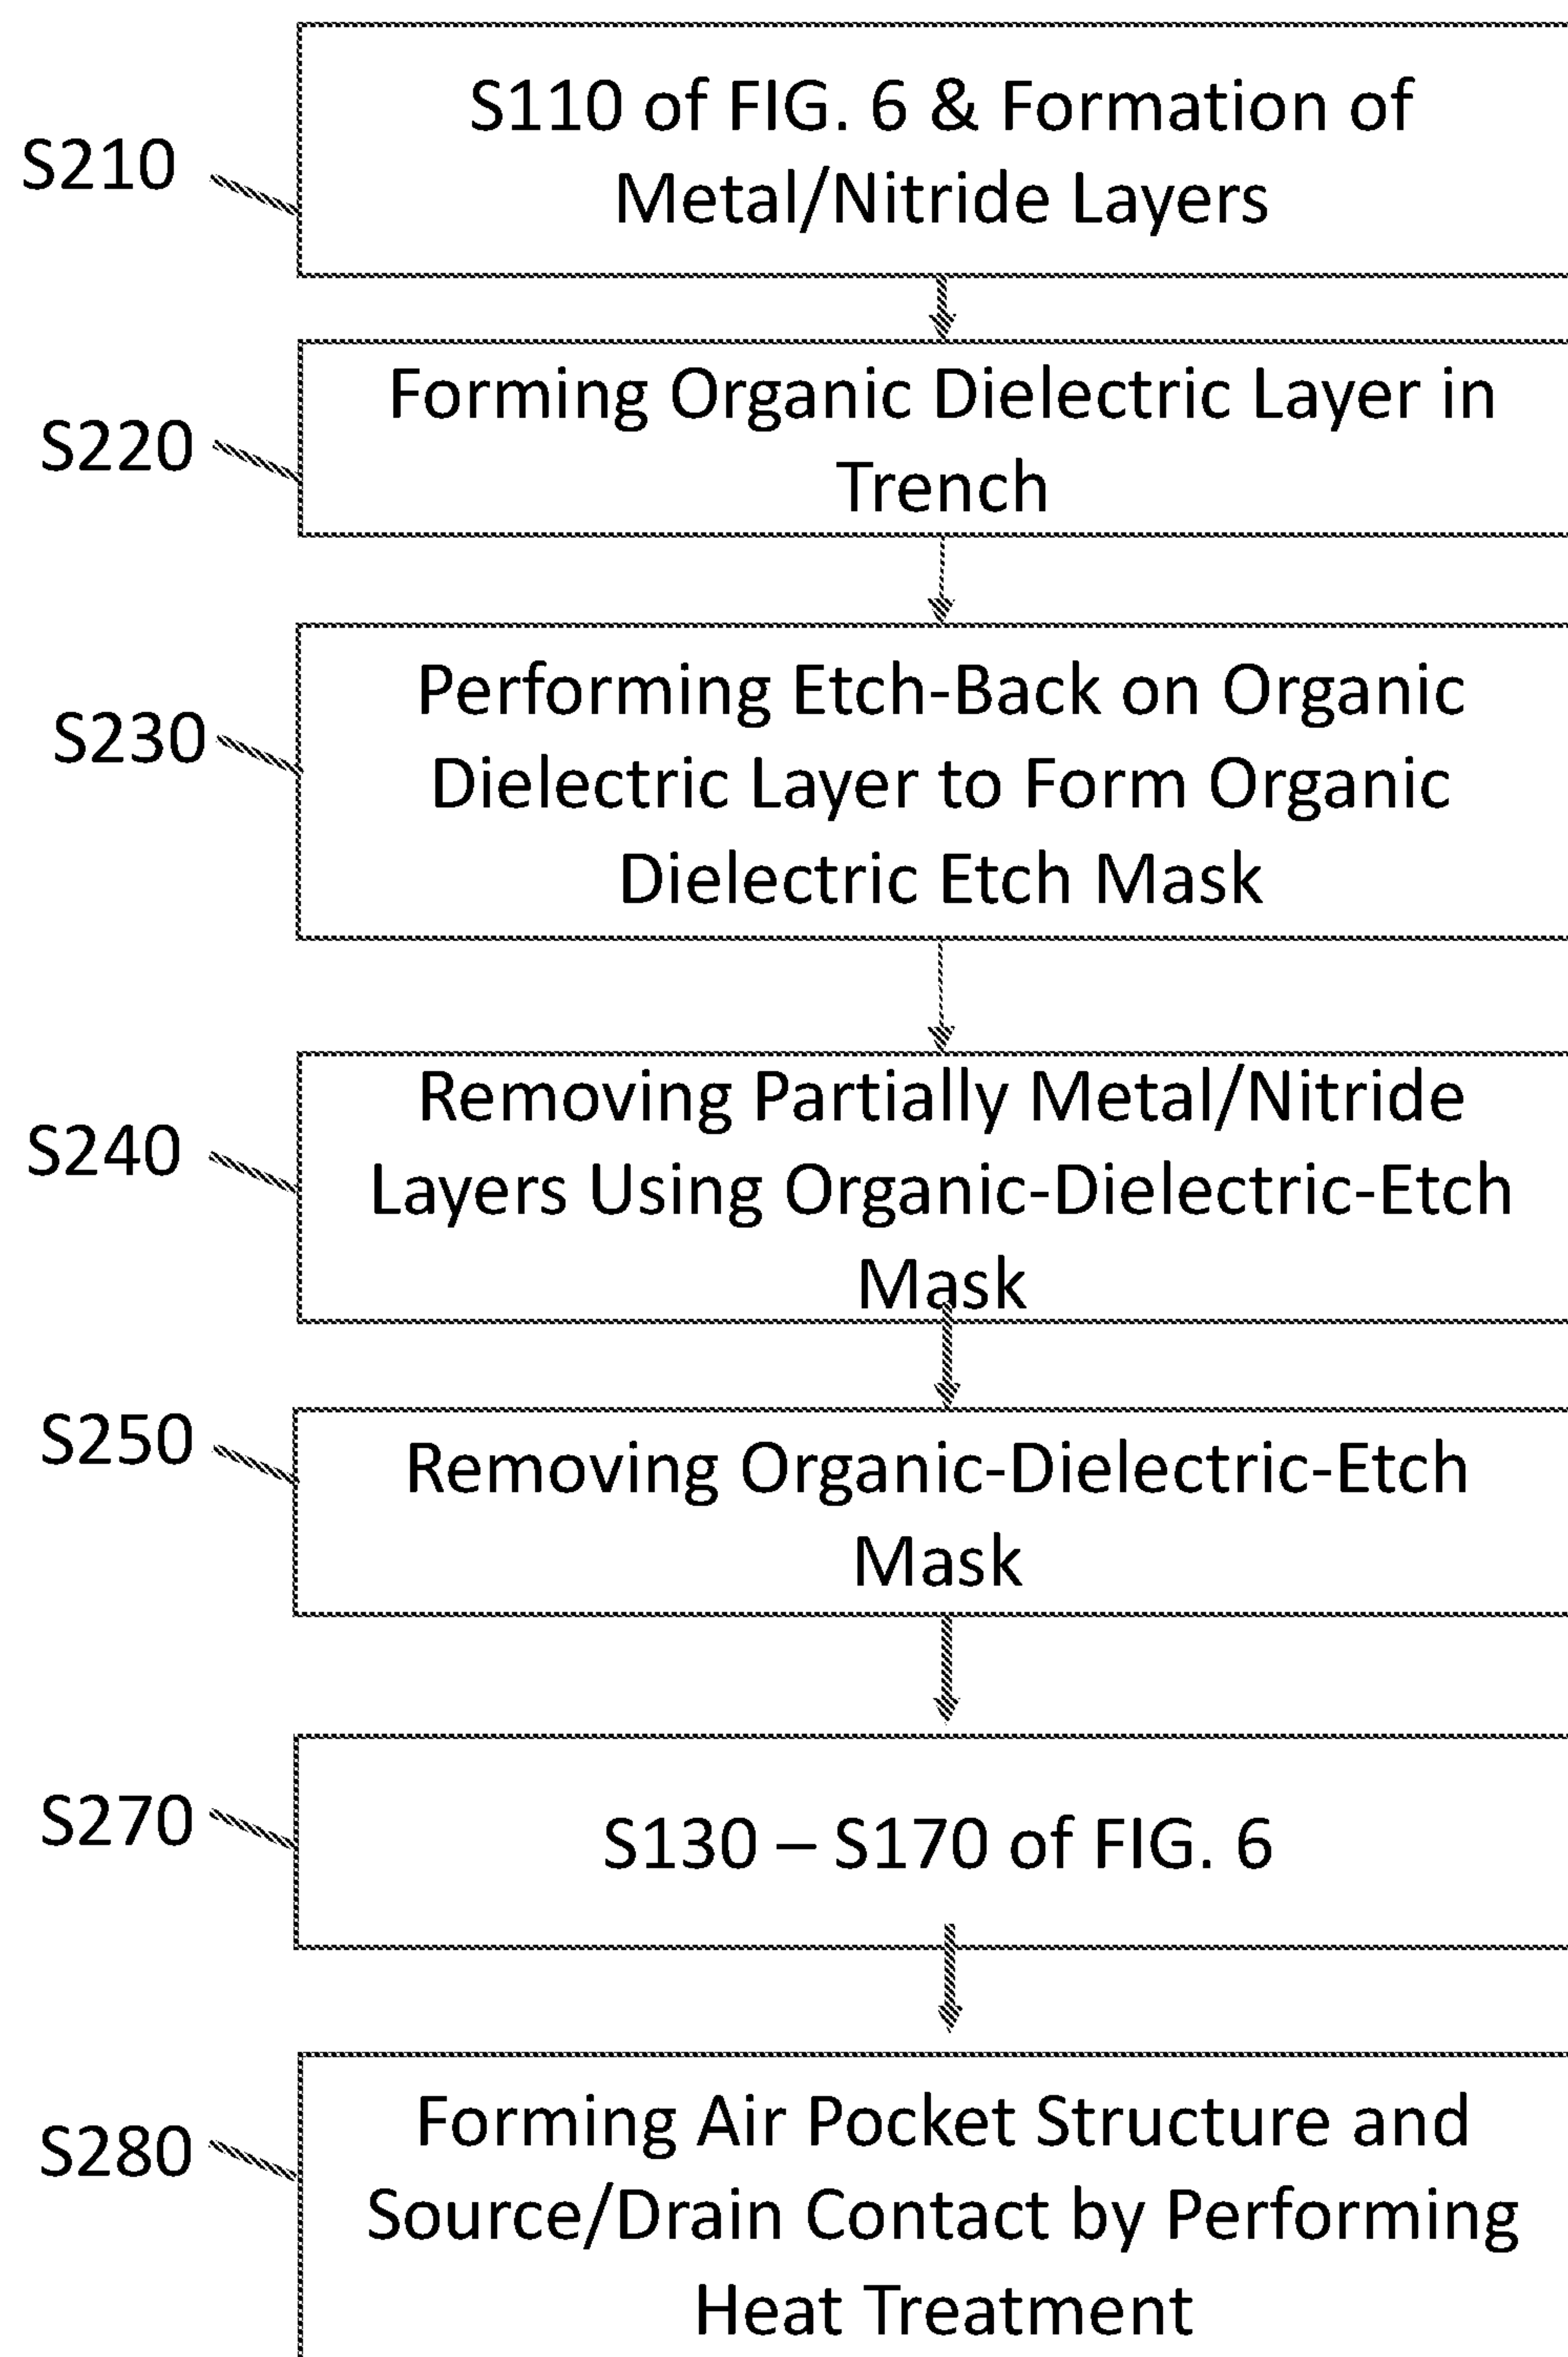 S210
S110 of FIG. 6 & Formation of
Metal/Nitride Layers
S220
Forming Organic Dielectric Layer in
Trench
S230
Performing Etch-Back on Organic
Dielectric Layer to Form Organic
Dielectric Etch Mask
S240
Removing Partially Metal/Nitride
Layers Using Organic-Dielectric-Etch
Mask
S250
Removing Organic-Dielectric-Etch
Mask
S270
S130 – S170 of FIG. 6
S280
Forming Air Pocket Structure and
Source/Drain Contact by Performing
Heat Treatment